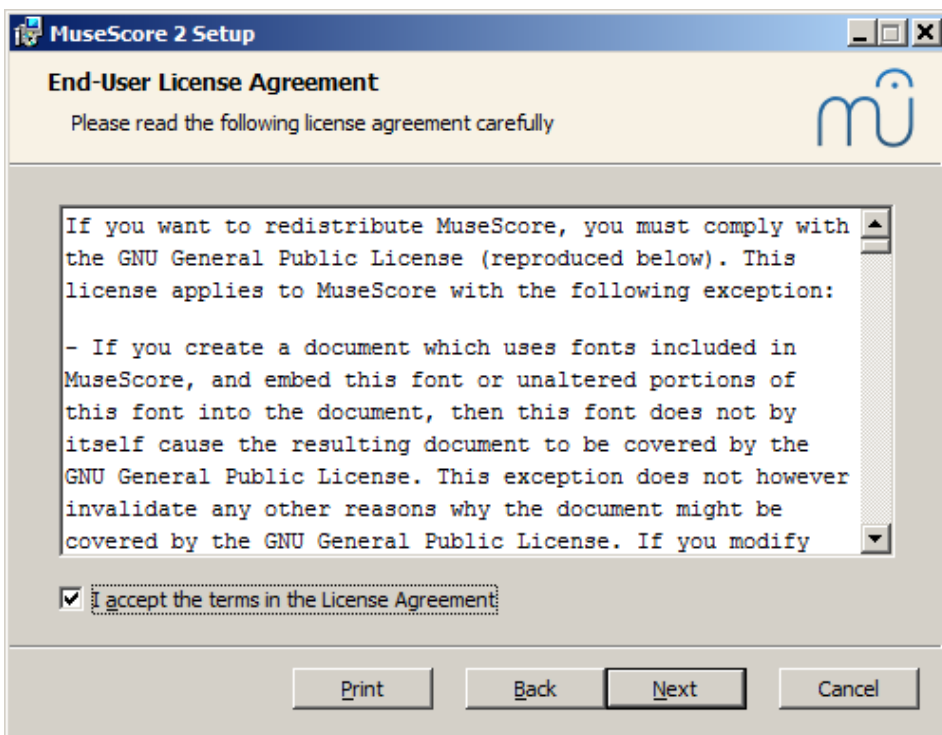 MuseScore 2 Setup
End-User License Agreement
Please read the following license agreement carefully
If you want to redistribute MuseScore, you must comply with
the GNU General Public License (reproduced below). This
license applies to MuseScore with the following exception:
- If you create a document which uses fonts included in
MuseScore, and embed this font or unaltered portions of
this font into the document, then this font does not by
itself cause the resulting document to be covered by the
GNU General Public License. This exception does not however
invalidate any other reasons why the document might be
covered by the GNU General Public License. If you modify
I accept the terms in the License Agreement
Print Back Next Cancel